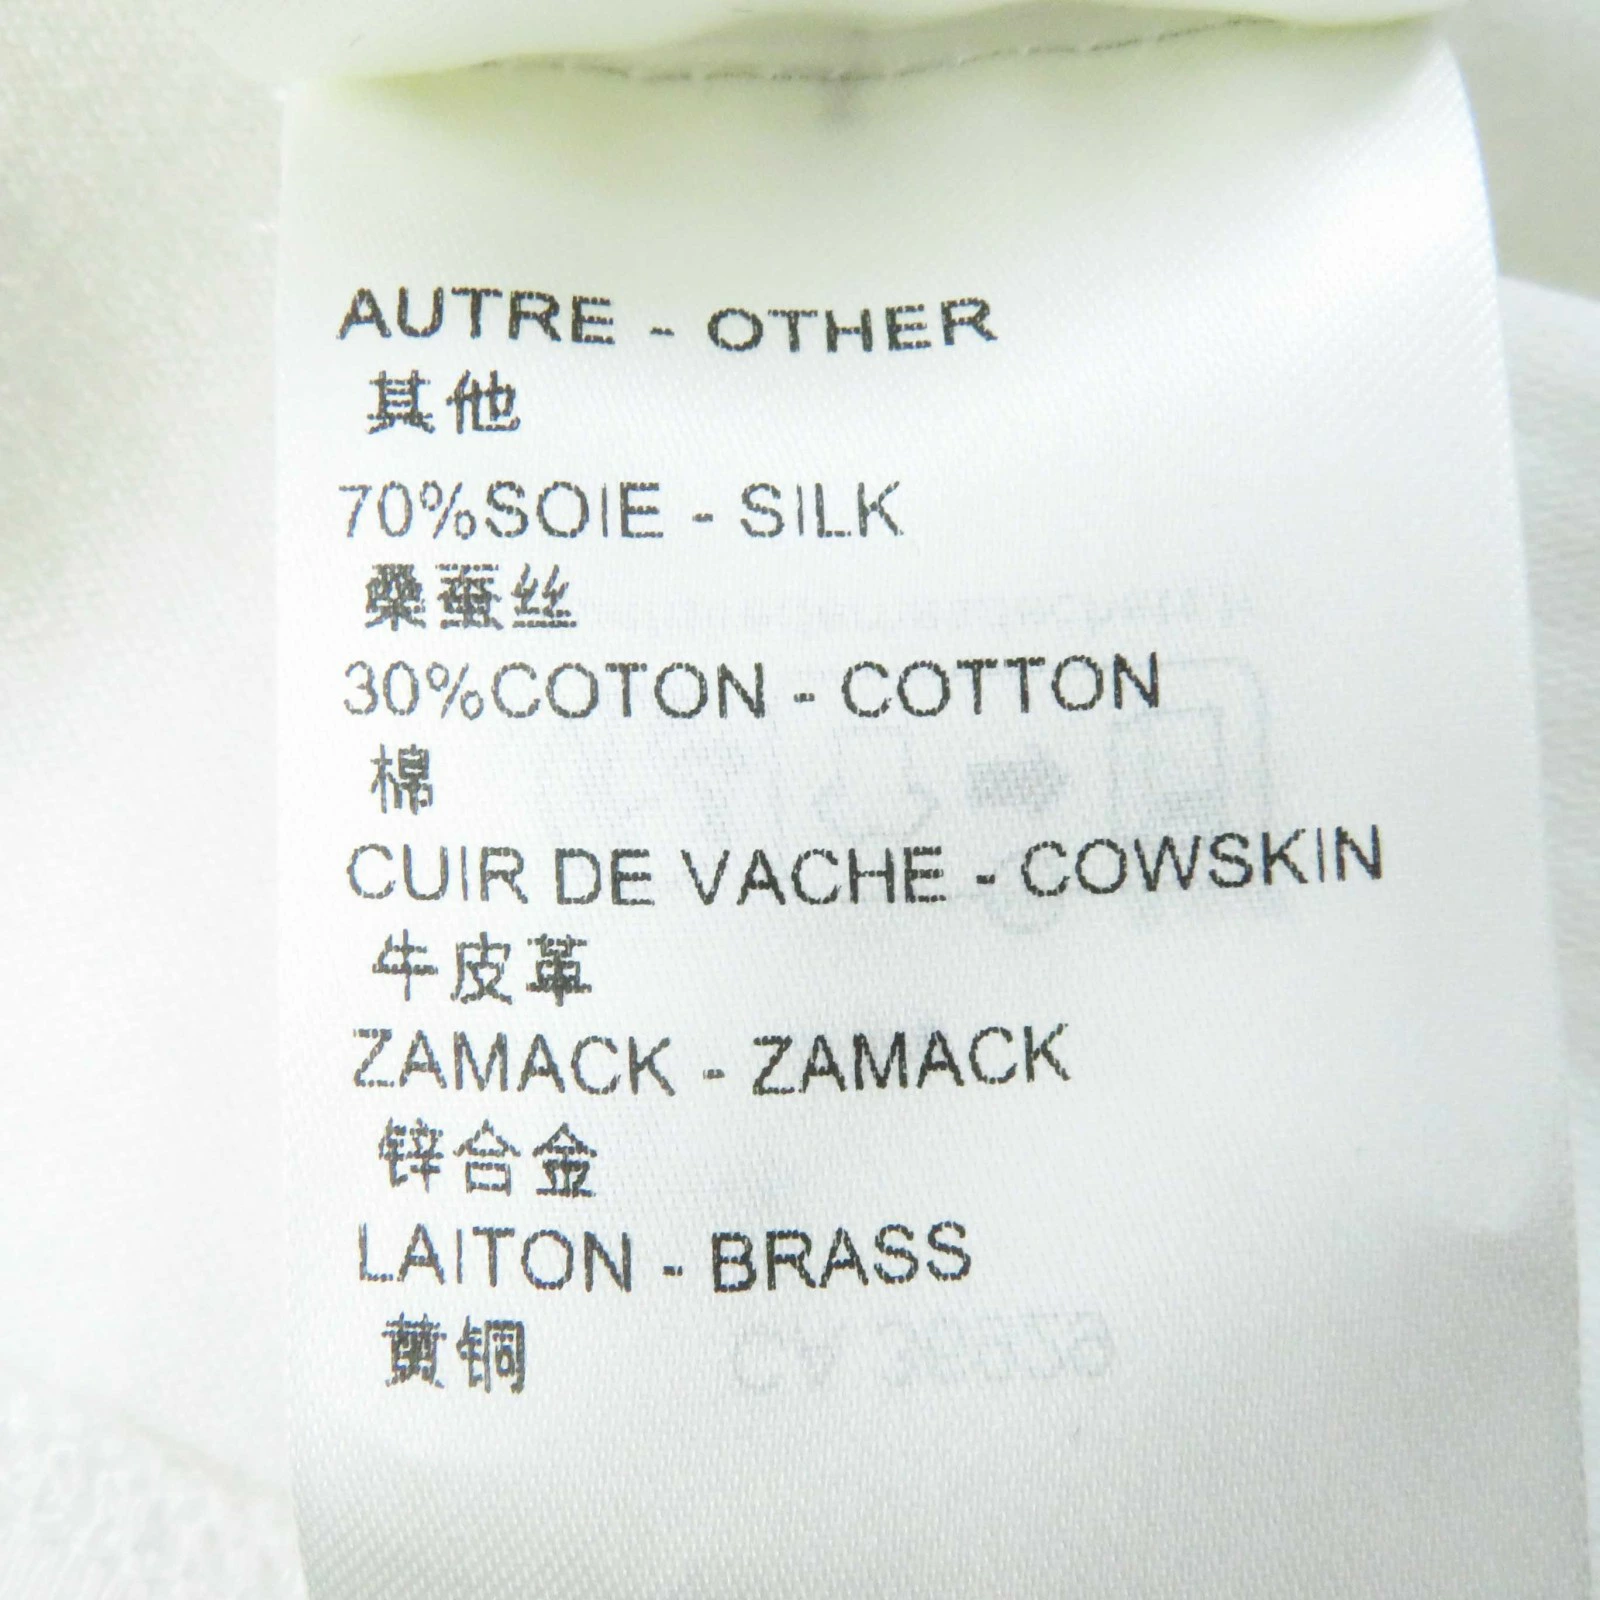 AUTRE - OTHER
其他
70%SOIE - SILK
桑蚕丝
30%COTON - COTTON
棉
CUIR DE VACHE - COWSKIN
牛皮革
ZAMACK - ZAMACK
锌合金
LAITON - BRASS
黄铜